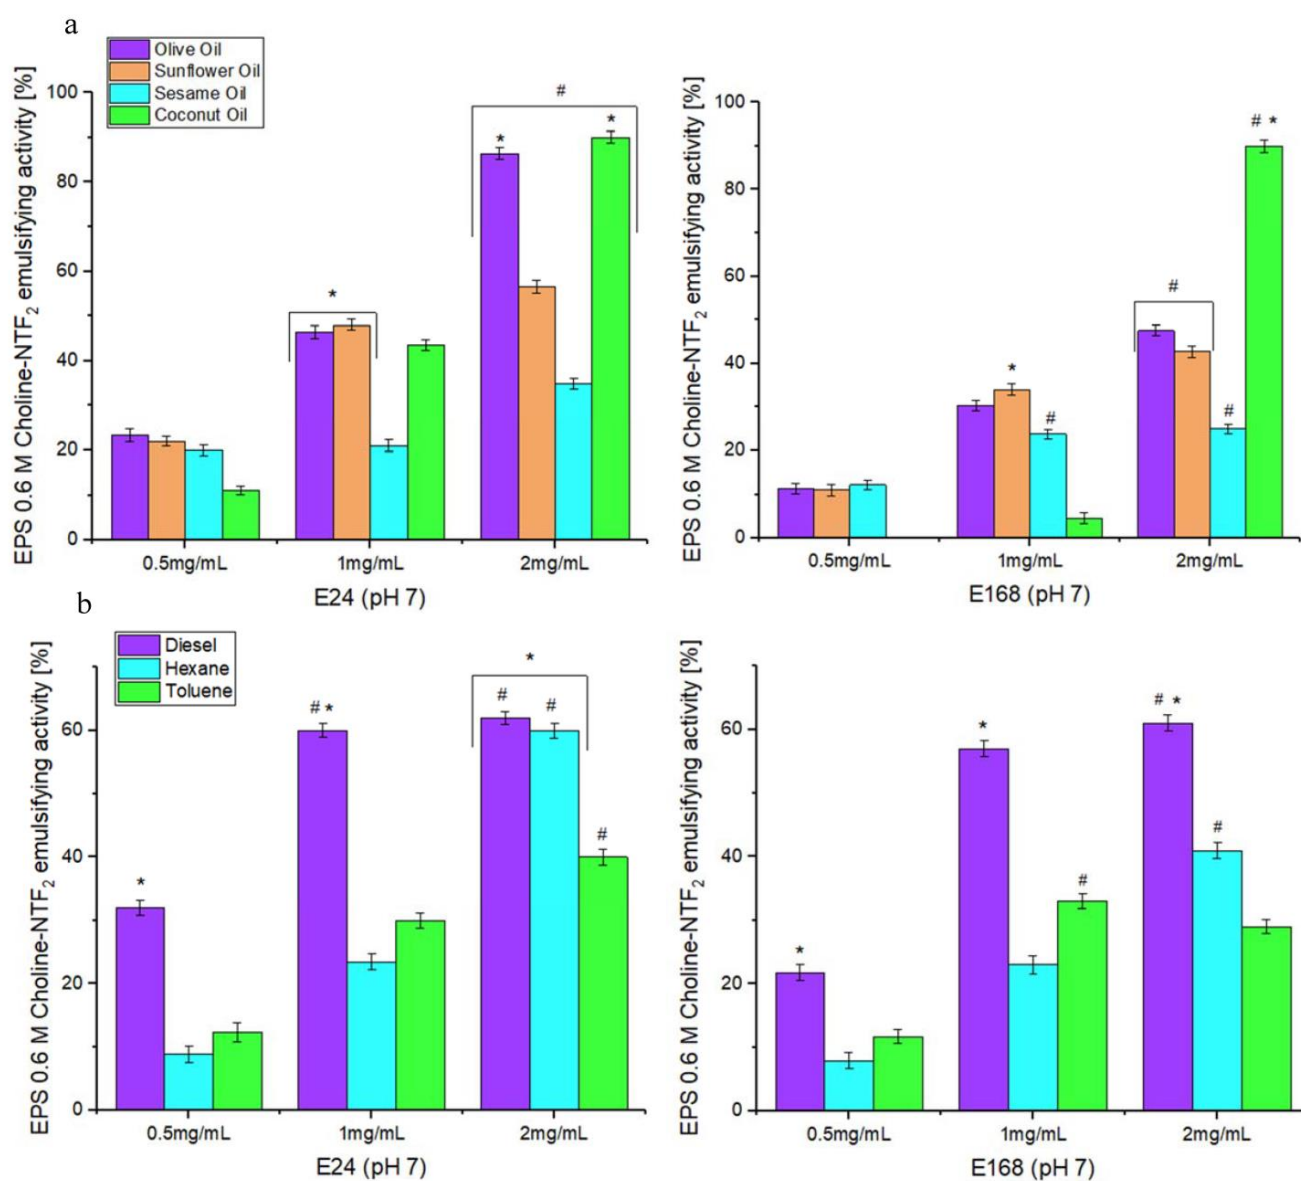 a
Olive Oil
Sunflower Oil
Sesame Oil
Coconut Oil
EPS 0.6 M Choline-NTF₂ emulsifying activity [%]
100
80
60
40
20
0
*
*
*
#
0.5mg/mL 1mg/mL 2mg/mL
E24 (pH 7)
EPS 0.6 M Choline-NTF₂ emulsifying activity [%]
100
80
60
40
20
0
*
#
#
#
# *
0.5mg/mL 1mg/mL 2mg/mL
E168 (pH 7)
b
Diesel
Hexane
Toluene
EPS 0.6 M Choline-NTF₂ emulsifying activity [%]
60
40
20
0
*
# *
*
# #
#
0.5mg/mL 1mg/mL 2mg/mL
E24 (pH 7)
EPS 0.6 M Choline-NTF₂ emulsifying activity [%]
60
40
20
0
*
*
#
# *
#
0.5mg/mL 1mg/mL 2mg/mL
E168 (pH 7)